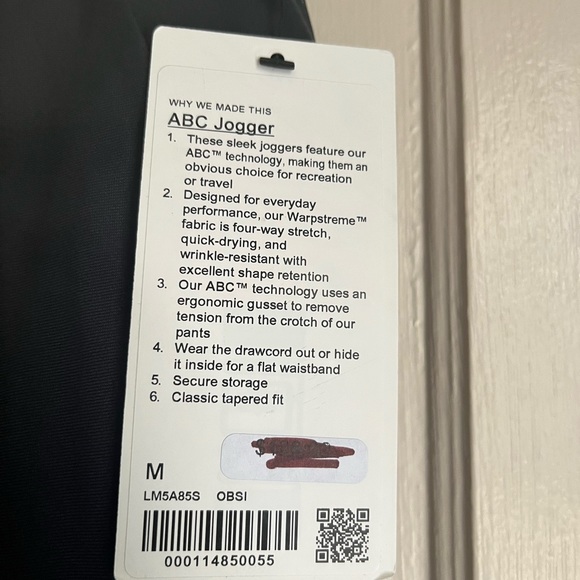 WHY WE MADE THIS
ABC Jogger
1. These sleek joggers feature our
ABC™ technology, making them an
obvious choice for recreation
or travel
2. Designed for everyday
performance, our Warpstreme™
fabric is four-way stretch,
quick-drying, and
wrinkle-resistant with
excellent shape retention
3. Our ABC™ technology uses an
ergonomic gusset to remove
tension from the crotch of our
pants
4. Wear the drawcord out or hide
it inside for a flat waistband
5. Secure storage
6. Classic tapered fit
M
LM5A85S OBSI
000114850055